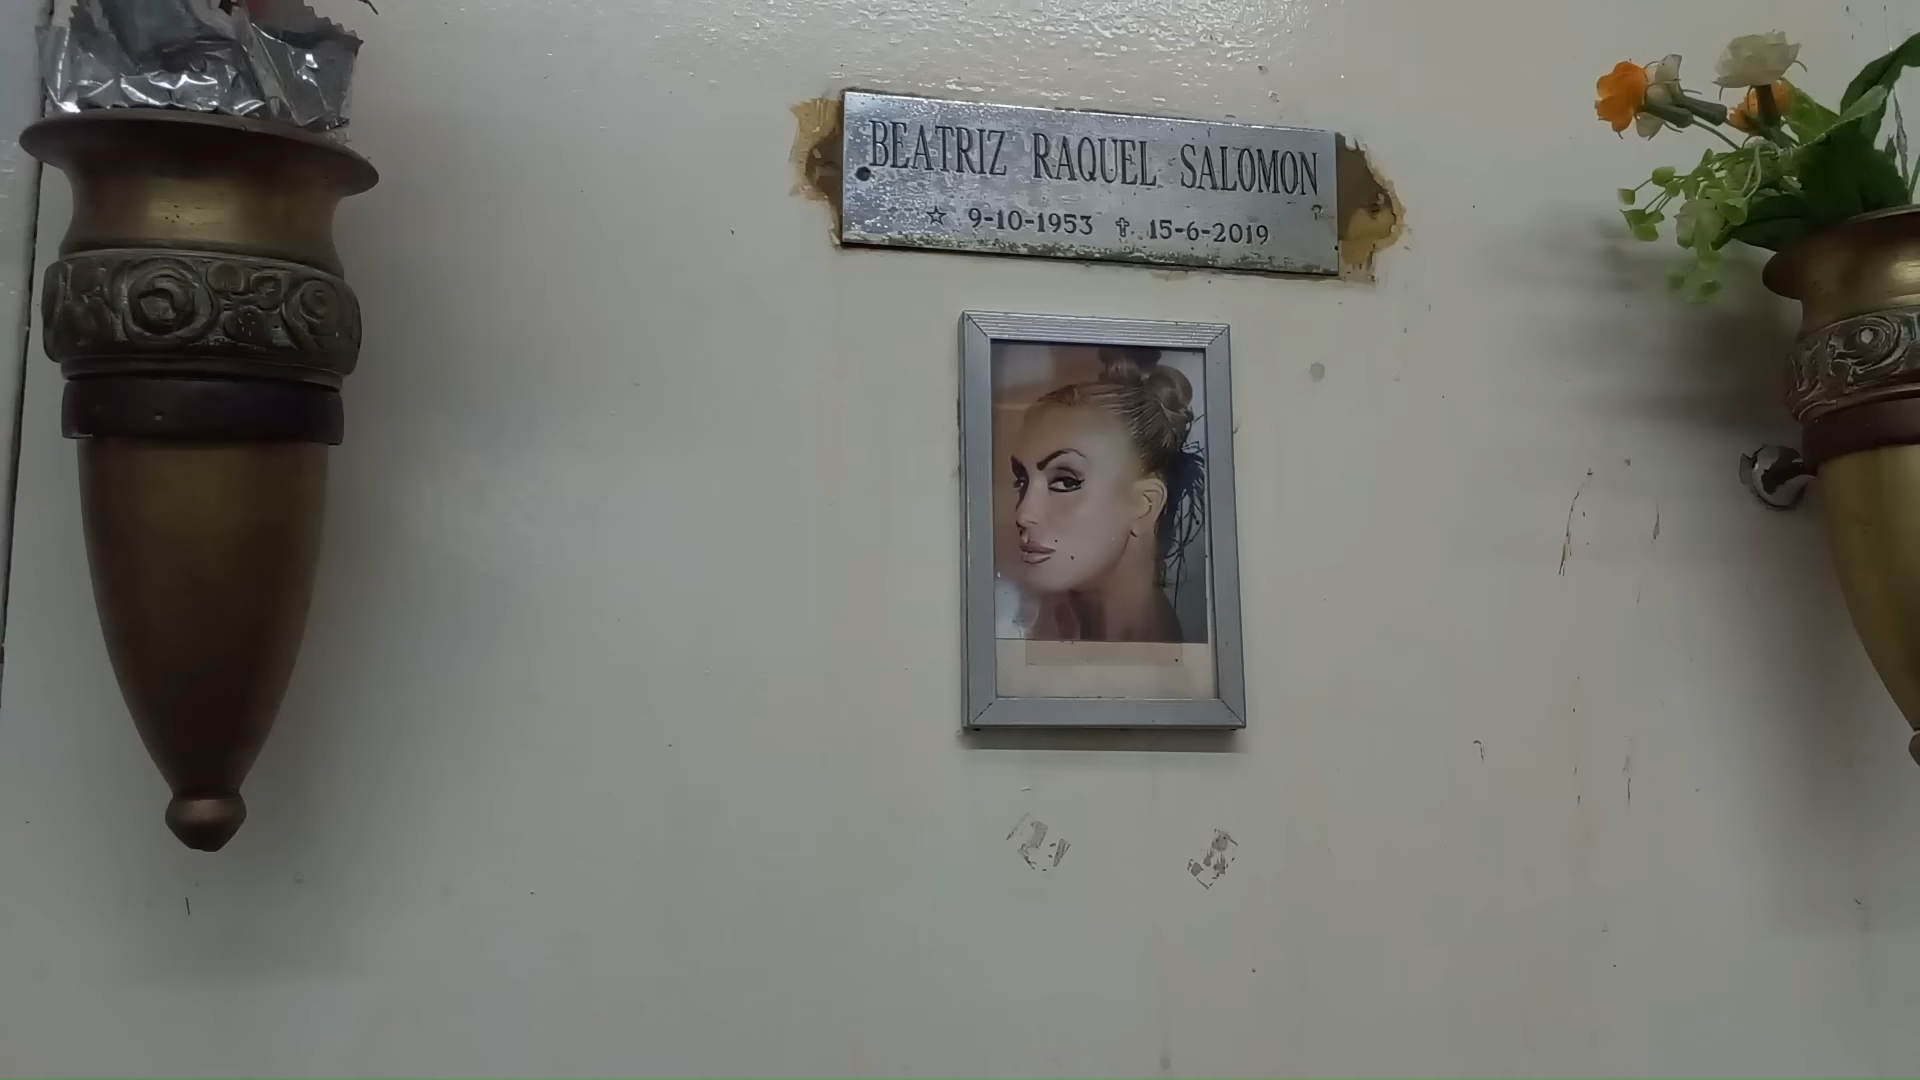 BEATRIZ RAQUEL SALOMON
☆ 9-10-1953 ✝ 15-6-2019